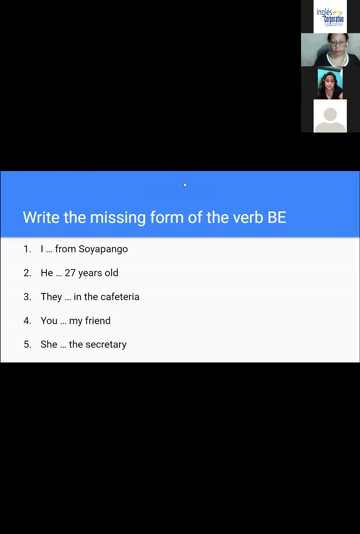 Inglés
Corporativo
Write the missing form of the verb BE
1. I ... from Soyapango
2. He ... 27 years old
3. They ... in the cafeteria
4. You ... my friend
5. She ... the secretary